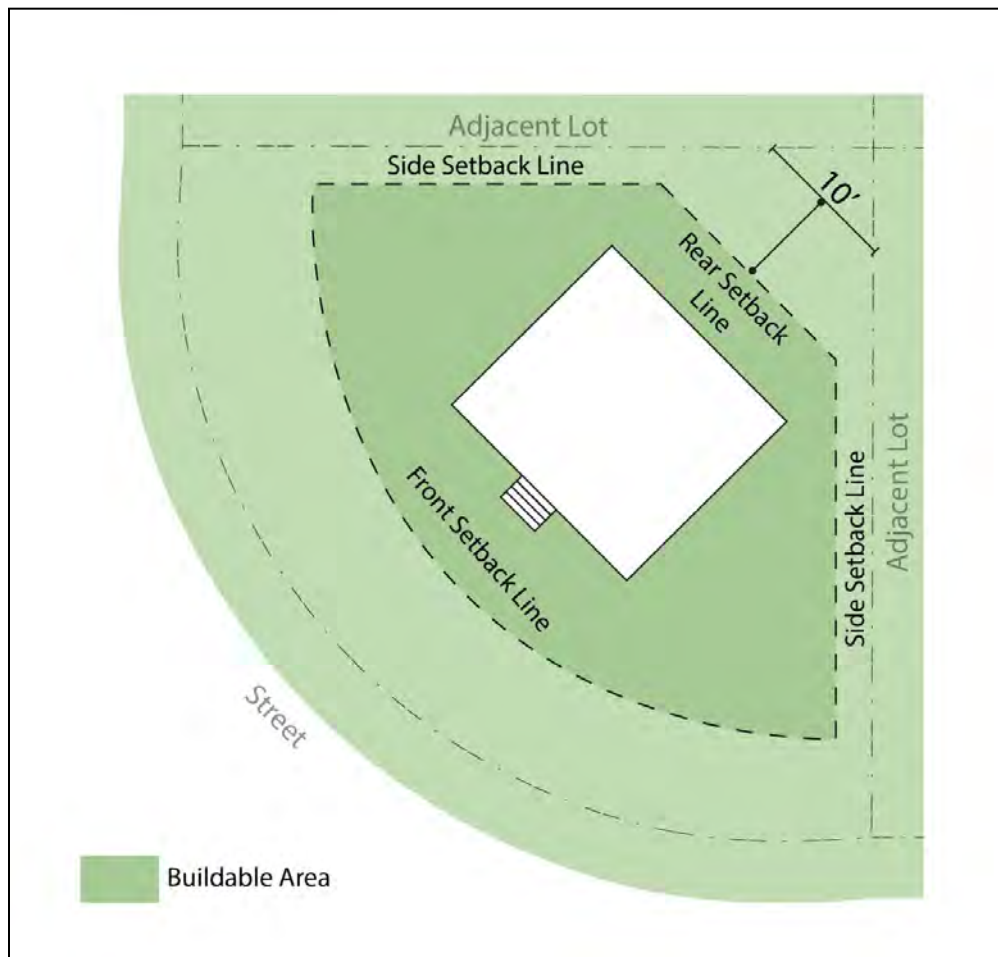 Adjacent Lot
Side Setback Line
10'
Rear Setback
Line
Front Setback Line
Side Setback Line
Adjacent Lot
Street
Buildable Area